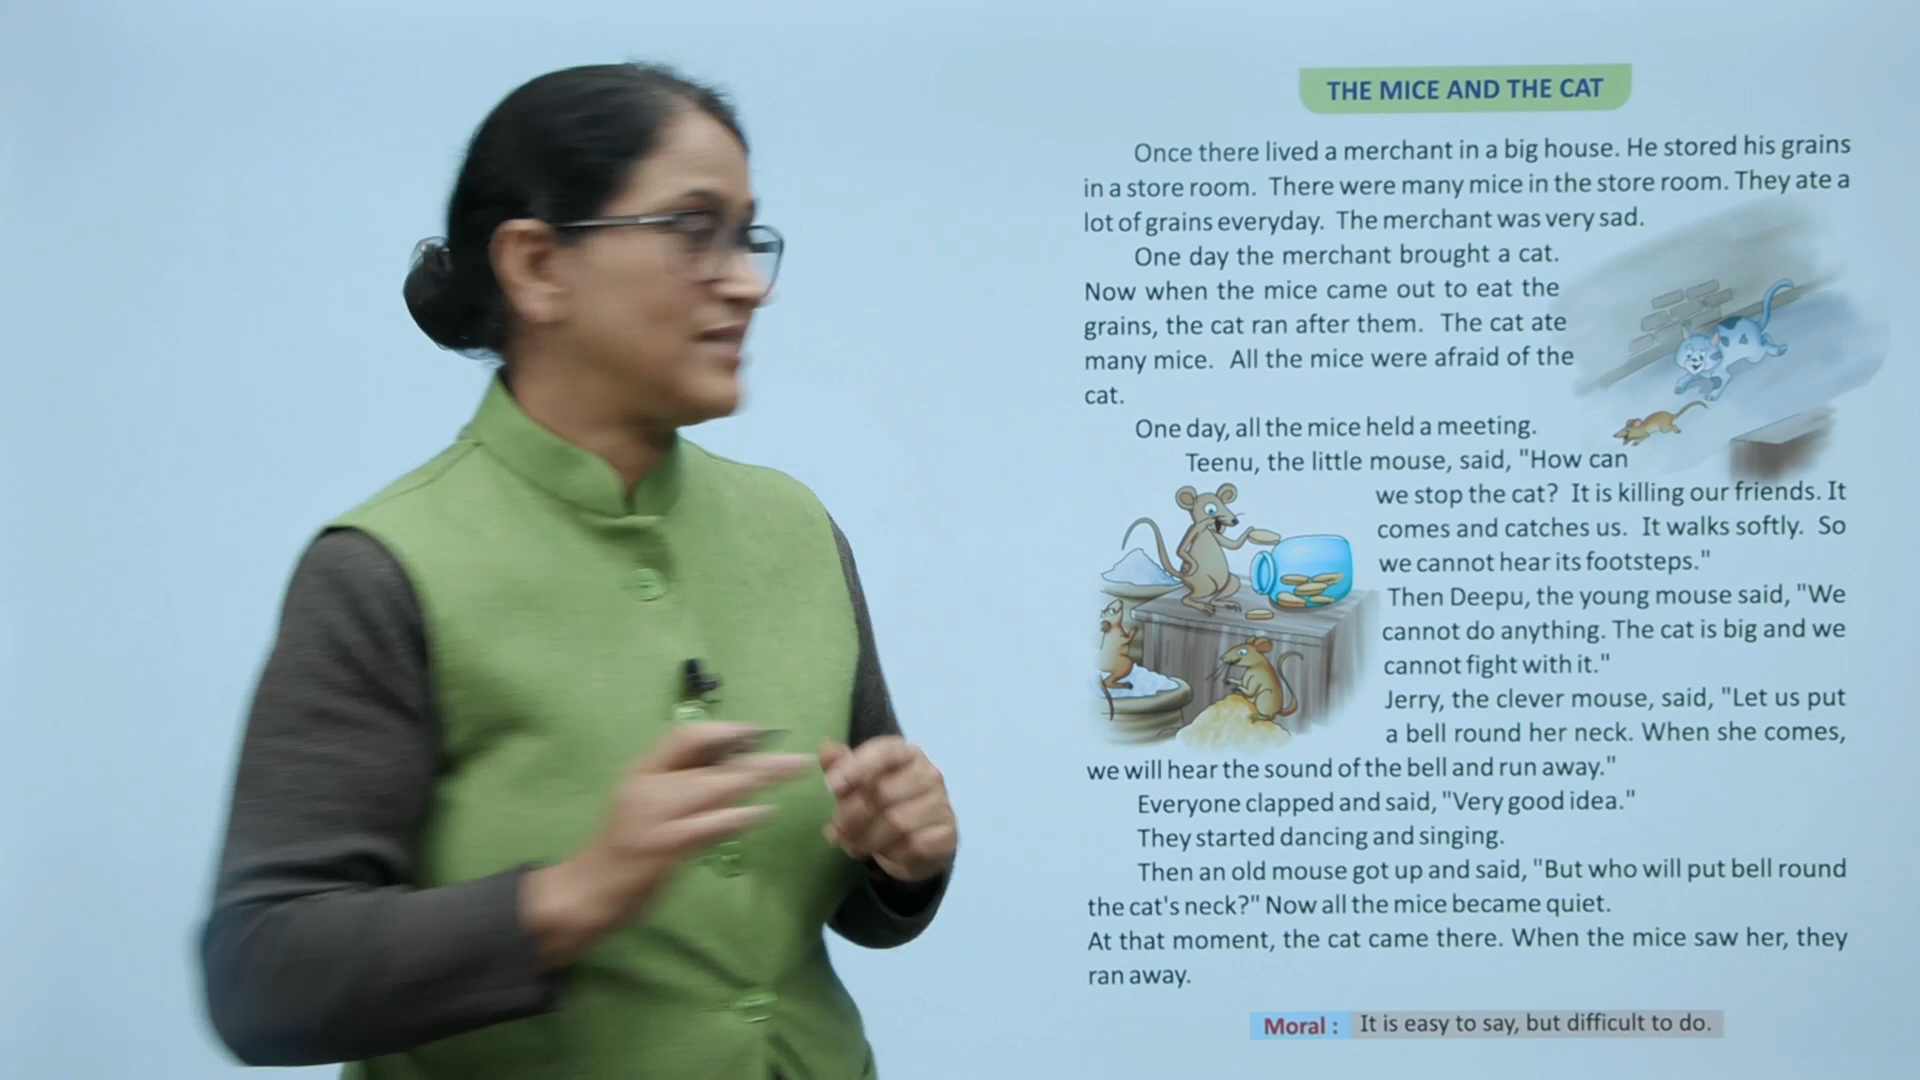 THE MICE AND THE CAT
Once there lived a merchant in a big house. He stored his grains
in a store room. There were many mice in the store room. They ate a
lot of grains everyday. The merchant was very sad.
One day the merchant brought a cat.
Now when the mice came out to eat the
grains, the cat ran after them. The cat ate
many mice. All the mice were afraid of the
cat.
One day, all the mice held a meeting.
Teenu, the little mouse, said, "How can
we stop the cat? It is killing our friends. It
comes and catches us. It walks softly. So
we cannot hear its footsteps."
Then Deepu, the young mouse said, "We
cannot do anything. The cat is big and we
cannot fight with it."
Jerry, the clever mouse, said, "Let us put
a bell round her neck. When she comes,
we will hear the sound of the bell and run away."
Everyone clapped and said, "Very good idea."
They started dancing and singing.
Then an old mouse got up and said, "But who will put bell round
the cat's neck?" Now all the mice became quiet.
At that moment, the cat came there. When the mice saw her, they
ran away.
Moral : It is easy to say, but difficult to do.